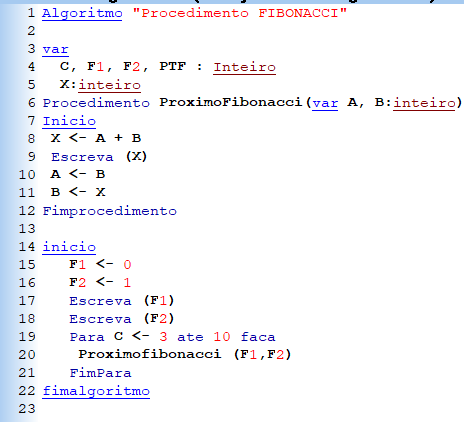 1 Algoritmo "Procedimento FIBONACCI"
2
3 var
4 C, F1, F2, PTF : Inteiro
5 X:inteiro
6 Procedimento ProximoFibonacci(var A, B:inteiro)
7 Inicio
8 X <- A + B
9 Escreva (X)
10 A <- B
11 B <- X
12 Fimprocedimento
13
14 inicio
15 F1 <- 0
16 F2 <- 1
17 Escreva (F1)
18 Escreva (F2)
19 Para C <- 3 ate 10 faca
20 Proximofibonacci (F1,F2)
21 FimPara
22 fimalgoritmo
23